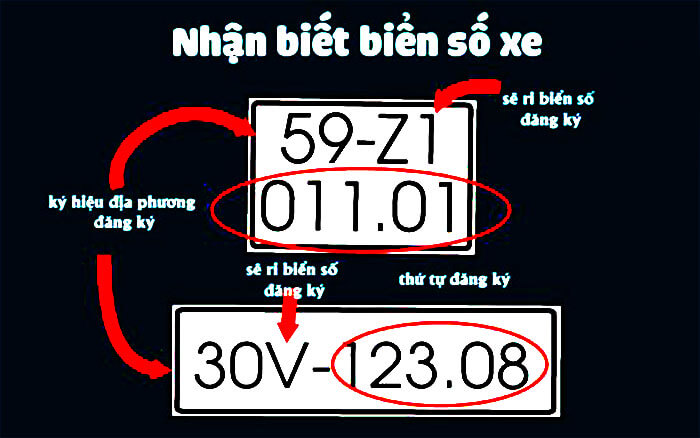 Nhận biết biển số xe
sê ri biển số
đăng ký
59-Z1
011.01
ký hiệu địa phương
đăng ký
sê ri biển số
đăng ký
thứ tự đăng ký
30V-123.08